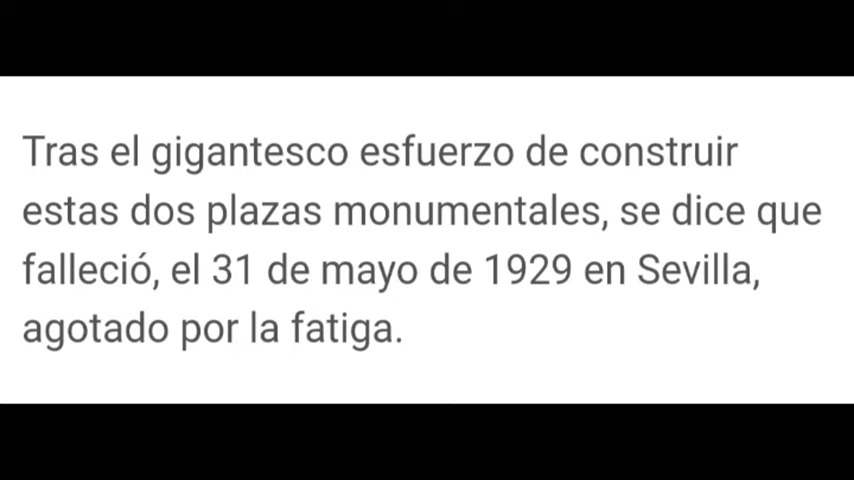 Tras el gigantesco esfuerzo de construir
estas dos plazas monumentales, se dice que
falleció, el 31 de mayo de 1929 en Sevilla,
agotado por la fatiga.